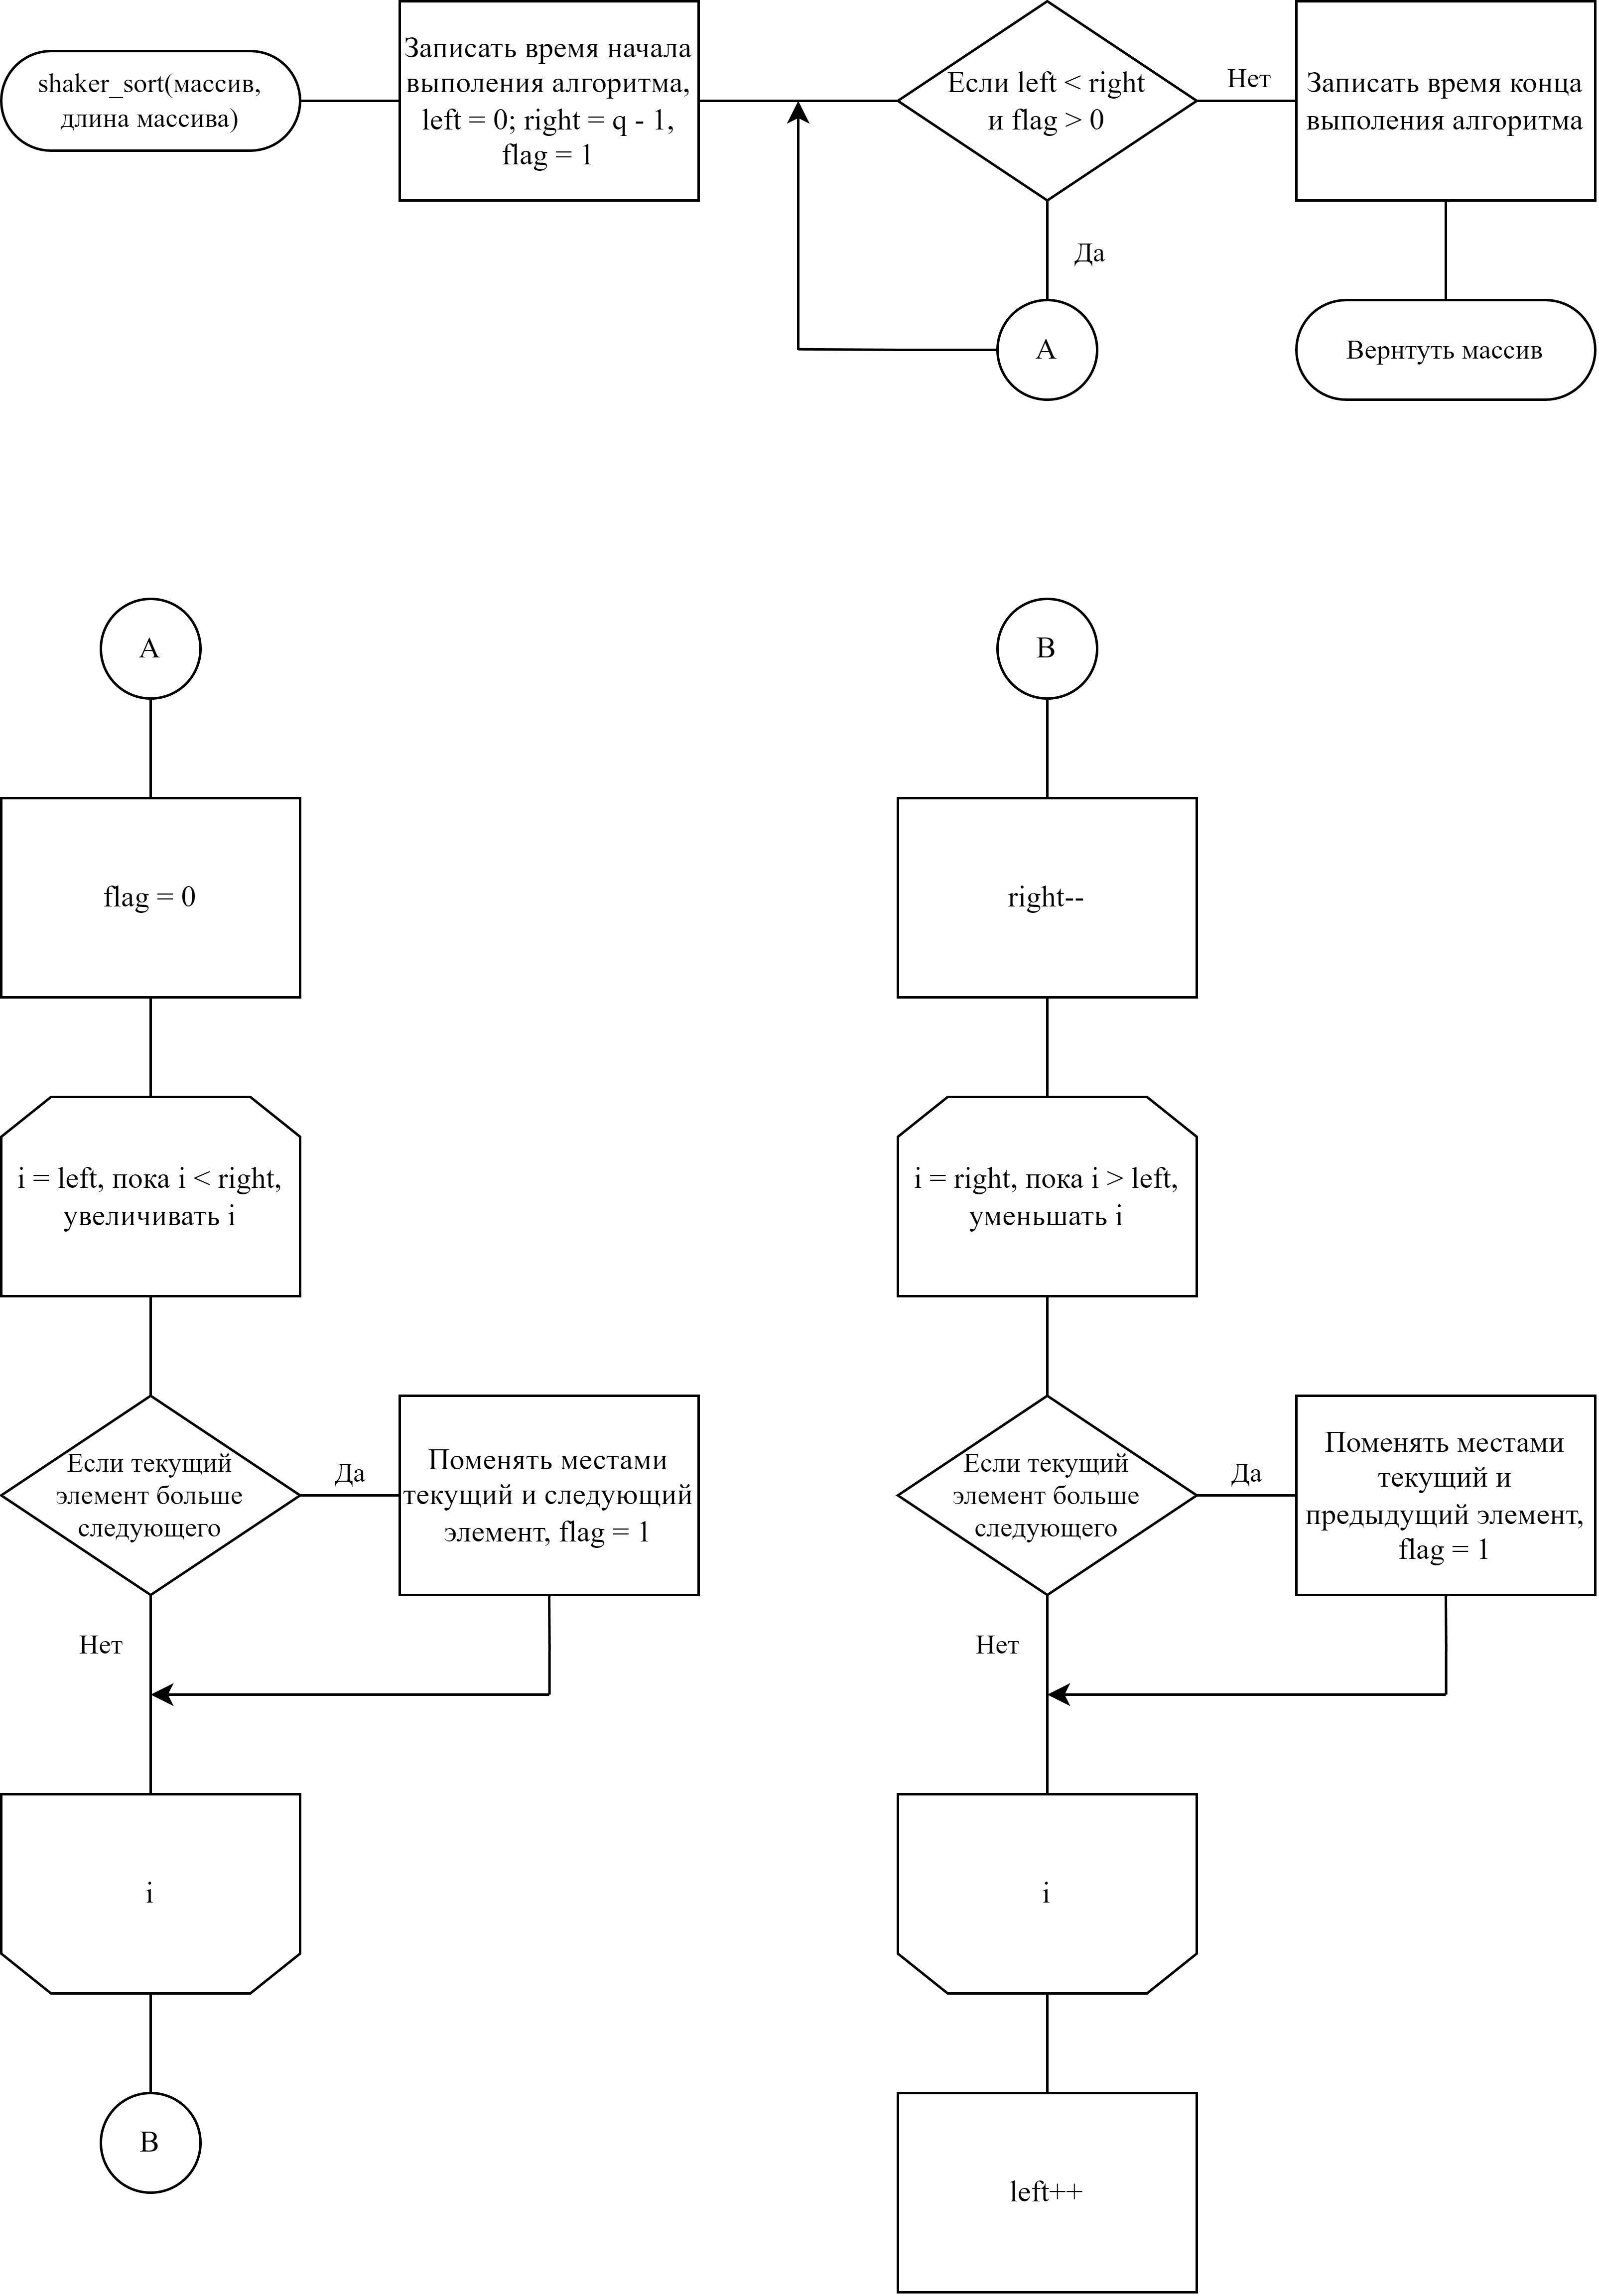 shaker_sort(массив,
длина массива)
Записать время начала
выполения алгоритма,
left = 0; right = q - 1,
flag = 1
Если left < right
и flag > 0
Нет
Записать время конца
выполения алгоритма
Да
A
Вернтуть массив
A
flag = 0
i = left, пока i < right,
увеличивать i
Если текущий
элемент больше
следующего
Да
Поменять местами
текущий и следующий
элемент, flag = 1
Нет
i
B
B
right--
i = right, пока i > left,
уменьшать i
Если текущий
элемент больше
следующего
Да
Поменять местами
текущий и
предыдущий элемент,
flag = 1
Нет
i
left++